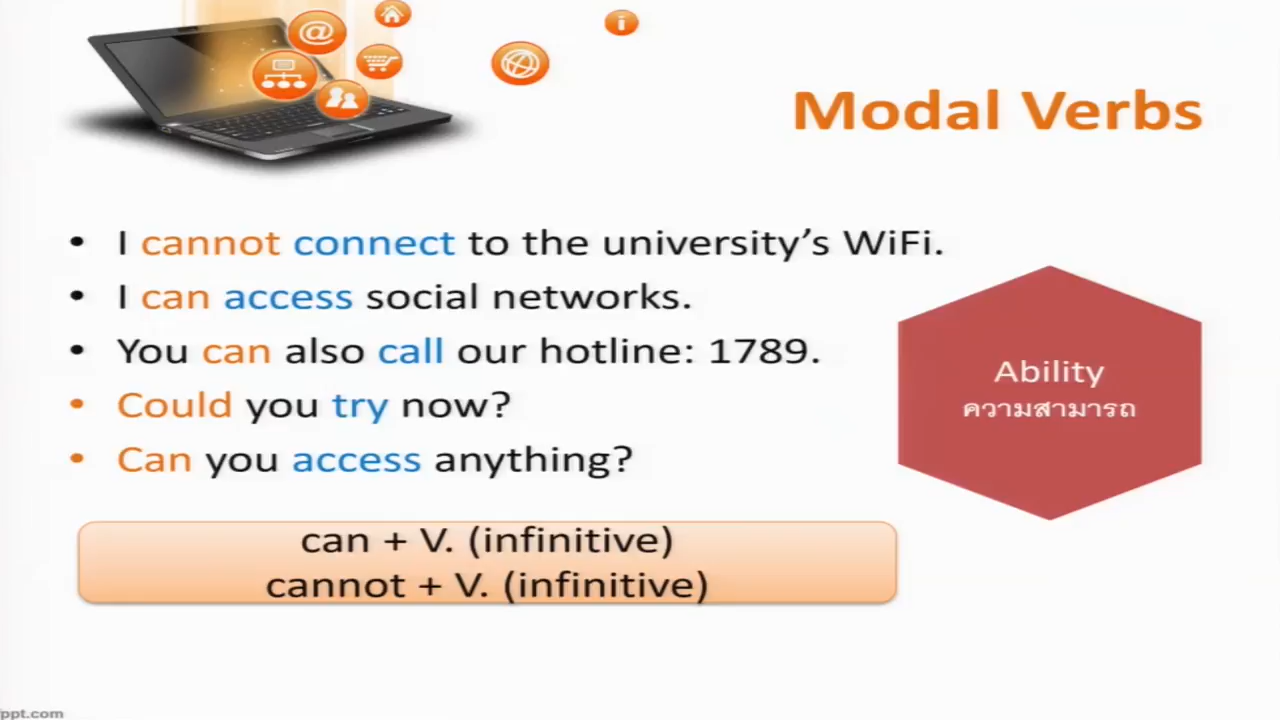 Modal Verbs
• I cannot connect to the university’s WiFi.
• I can access social networks.
• You can also call our hotline: 1789.
• Could you try now?
• Can you access anything?
Ability
ความสามารถ
can + V. (infinitive)
cannot + V. (infinitive)
ppt.com